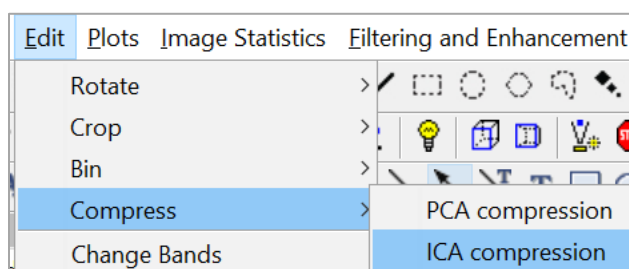 Edit Plots Image Statistics Filtering and Enhancement
Rotate
Crop
Bin
Compress
PCA compression
Change Bands
ICA compression